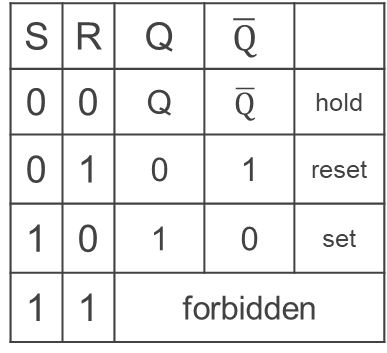 S R Q Q̅
0 0 Q Q̅ hold
0 1 0 1 reset
1 0 1 0 set
1 1 forbidden